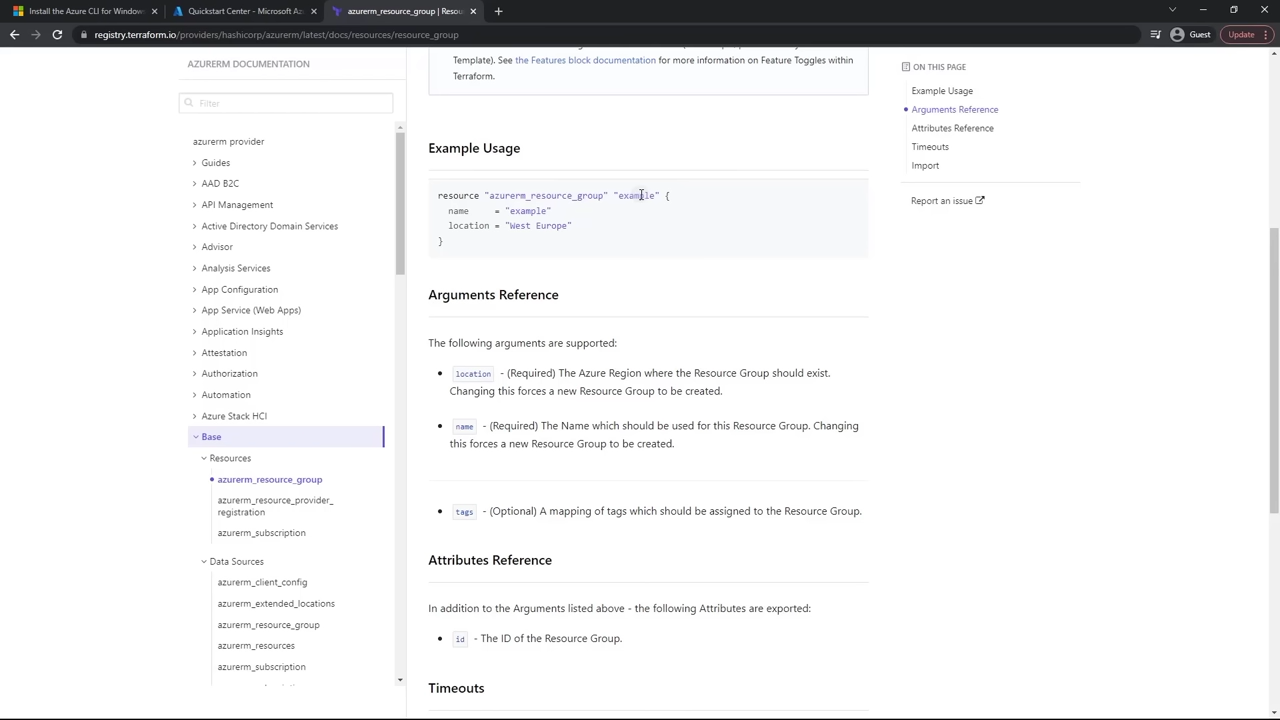 Install the Azure CLI for Windows
Quickstart Center - Microsoft Az
azurerm_resource_group | Resou
registry.terraform.io/providers/hashicorp/azurerm/latest/docs/resources/resource_group
Guest
Update
AZURERM DOCUMENTATION
Filter
azurerm provider
Guides
AAD B2C
API Management
Active Directory Domain Services
Advisor
Analysis Services
App Configuration
App Service (Web Apps)
Application Insights
Attestation
Authorization
Automation
Azure Stack HCI
Base
Resources
azurerm_resource_group
azurerm_resource_provider_
registration
azurerm_subscription
Data Sources
azurerm_client_config
azurerm_extended_locations
azurerm_resource_group
azurerm_resources
azurerm_subscription
Template). See the Features block documentation for more information on Feature Toggles within
Terraform.
Example Usage
resource "azurerm_resource_group" "example" {
name = "example"
location = "West Europe"
}
Arguments Reference
The following arguments are supported:
location - (Required) The Azure Region where the Resource Group should exist.
Changing this forces a new Resource Group to be created.
name - (Required) The Name which should be used for this Resource Group. Changing
this forces a new Resource Group to be created.
tags - (Optional) A mapping of tags which should be assigned to the Resource Group.
Attributes Reference
In addition to the Arguments listed above - the following Attributes are exported:
id - The ID of the Resource Group.
Timeouts
ON THIS PAGE
Example Usage
Arguments Reference
Attributes Reference
Timeouts
Import
Report an issue